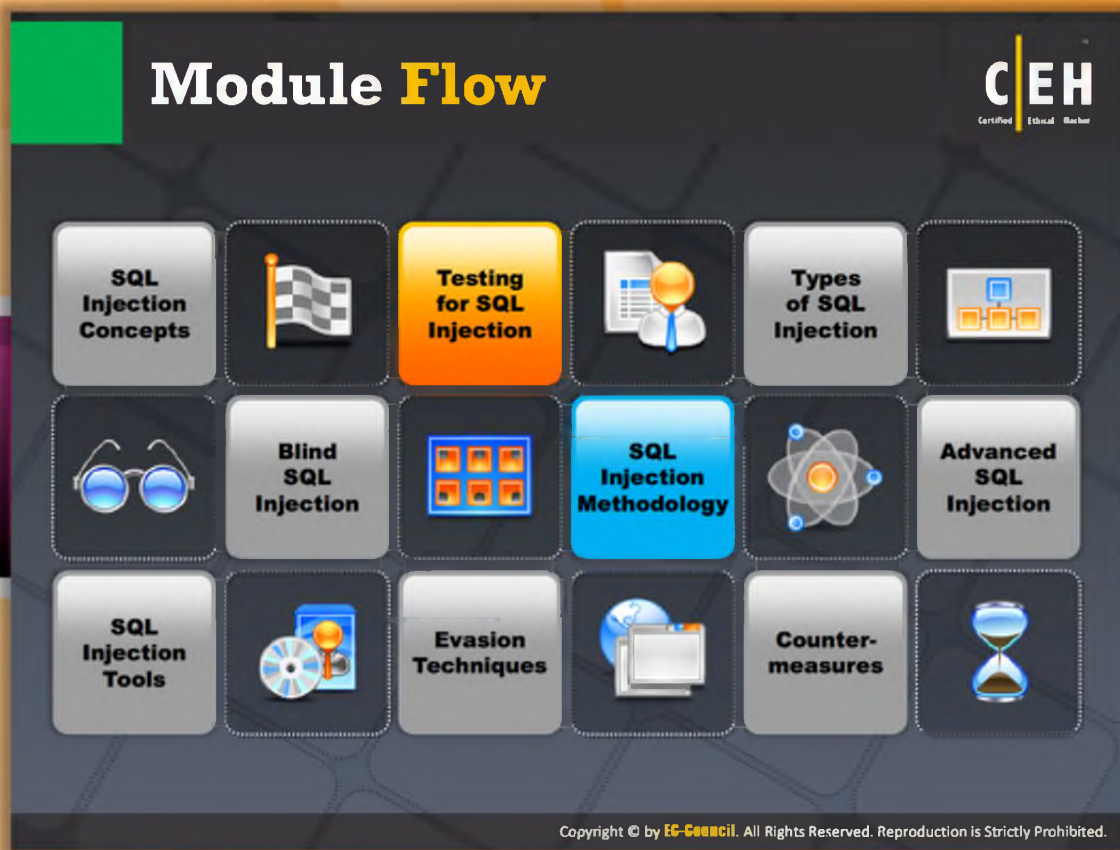 Module Flow
C EH
Certified Ethical Hacker
SQL
Injection
Concepts
Testing
for SQL
Injection
Types
of SQL
Injection
Blind
SQL
Injection
SQL
Injection
Methodology
Advanced
SQL
Injection
SQL
Injection
Tools
Evasion
Techniques
Counter-
measures
Copyright © by EC-Council. All Rights Reserved. Reproduction is Strictly Prohibited.